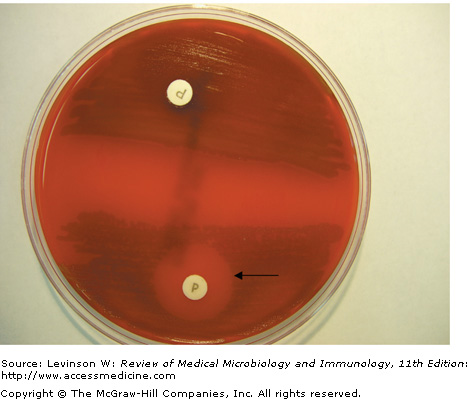 P
P
Source: Levinson W: Review of Medical Microbiology and Immunology, 11th Edition:
http://www.accessmedicine.com
Copyright © The McGraw-Hill Companies, Inc. All rights reserved.